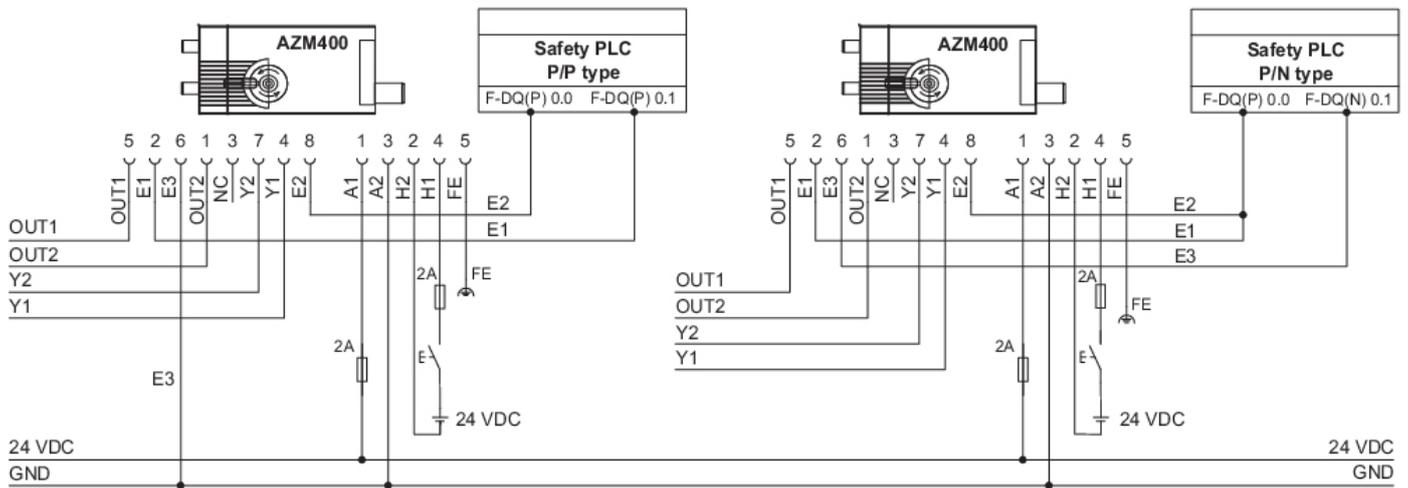 AZM400
Safety PLC
P/P type
F-DQ(P) 0.0 F-DQ(P) 0.1
5 2 6 1 3 7 4 8 1 3 2 4 5
OUT1 E1 E3 OUT2 NC Y2 Y1 E2 A1 A2 H2 H1 FE
E2
E1
OUT1
OUT2
Y2
Y1
2A
FE
2A
E3
24 VDC
AZM400
Safety PLC
P/N type
F-DQ(P) 0.0 F-DQ(N) 0.1
5 2 6 1 3 7 4 8 1 3 2 4 5
OUT1 E1 E3 OUT2 NC Y2 Y1 E2 A1 A2 H2 H1 FE
E2
E1
E3
OUT1
OUT2
Y2
Y1
2A
FE
2A
24 VDC
24 VDC 24 VDC
GND GND